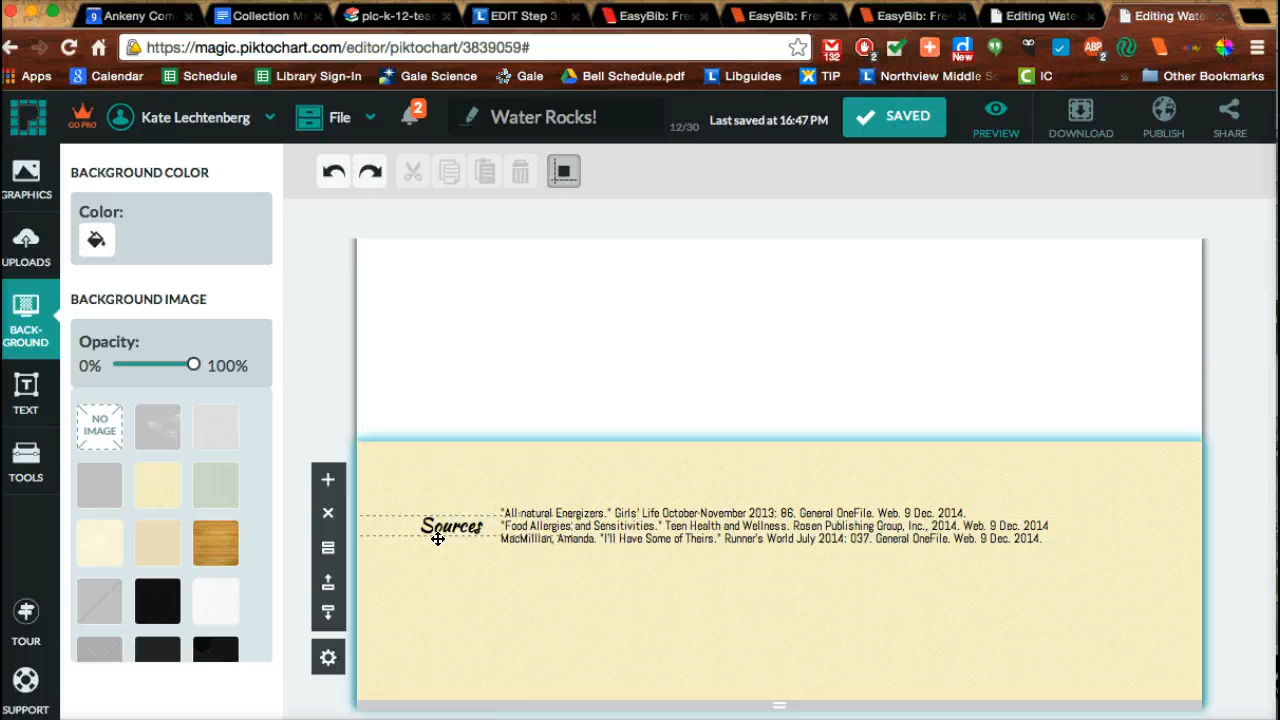 Ankeny Com
Collection M
plc-k-12-tea
EDIT Step 3
EasyBib: Fre
EasyBib: Fre
EasyBib: Fre
Editing Wate
Editing Wate
https://magic.piktochart.com/editor/piktochart/3839059#
132
2
New
ABP
2
Apps
Calendar
Schedule
Library Sign-In
Gale Science
Gale
Bell Schedule.pdf
Libguides
TIP
Northview Middle Sc
IC
»
Other Bookmarks
GO PRO
Kate Lechtenberg
File
2
Water Rocks!
12/30
Last saved at 16:47 PM
SAVED
PREVIEW
DOWNLOAD
PUBLISH
SHARE
GRAPHICS
UPLOADS
BACK-
GROUND
TEXT
TOOLS
TOUR
SUPPORT
BACKGROUND COLOR
Color:
BACKGROUND IMAGE
Opacity:
0% 100%
NO
IMAGE
Sources
"All-natural Energizers." Girls' Life October-November 2013: 86. General OneFile. Web. 9 Dec. 2014.
"Food Allergies and Sensitivities." Teen Health and Wellness. Rosen Publishing Group, Inc., 2014. Web. 9 Dec. 2014
MacMillan, Amanda. "I'll Have Some of Theirs." Runner's World July 2014: 037. General OneFile. Web. 9 Dec. 2014.